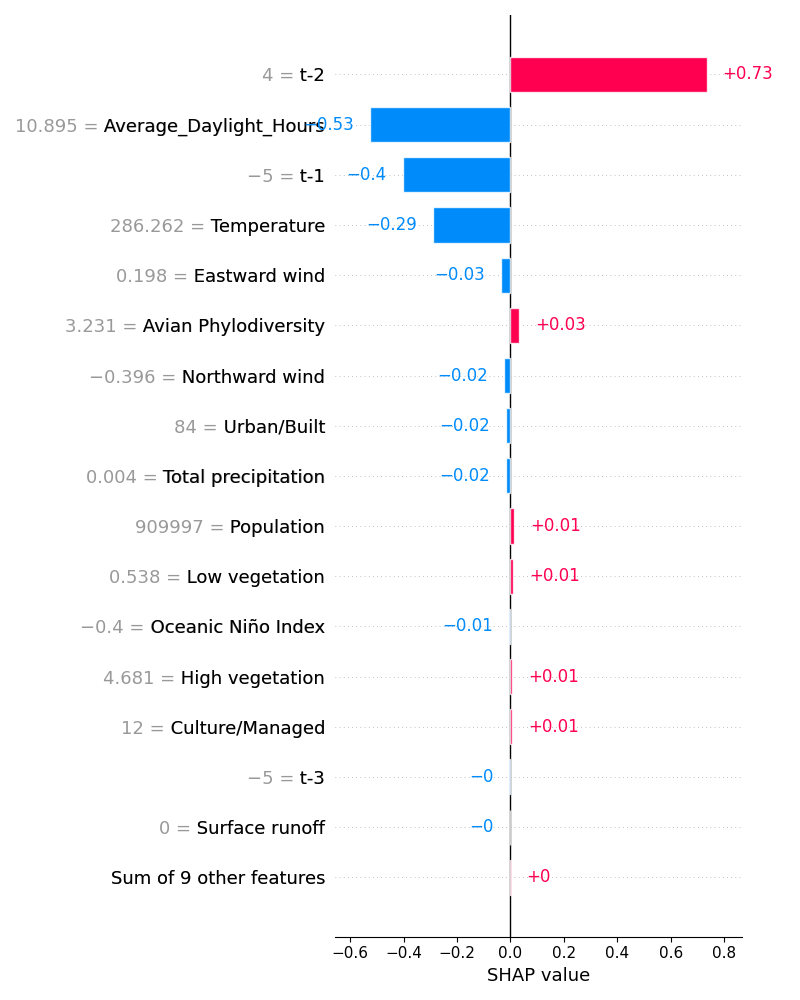 4 = t-2 +0.73
10.895 = Average_Daylight_Hours −0.53
−5 = t-1 −0.4
286.262 = Temperature −0.29
0.198 = Eastward wind −0.03
3.231 = Avian Phylodiversity +0.03
−0.396 = Northward wind −0.02
84 = Urban/Built −0.02
0.004 = Total precipitation −0.02
909997 = Population +0.01
0.538 = Low vegetation +0.01
−0.4 = Oceanic Niño Index −0.01
4.681 = High vegetation +0.01
12 = Culture/Managed +0.01
−5 = t-3 −0
0 = Surface runoff −0
Sum of 9 other features +0
−0.6 −0.4 −0.2 0.0 0.2 0.4 0.6 0.8
SHAP value